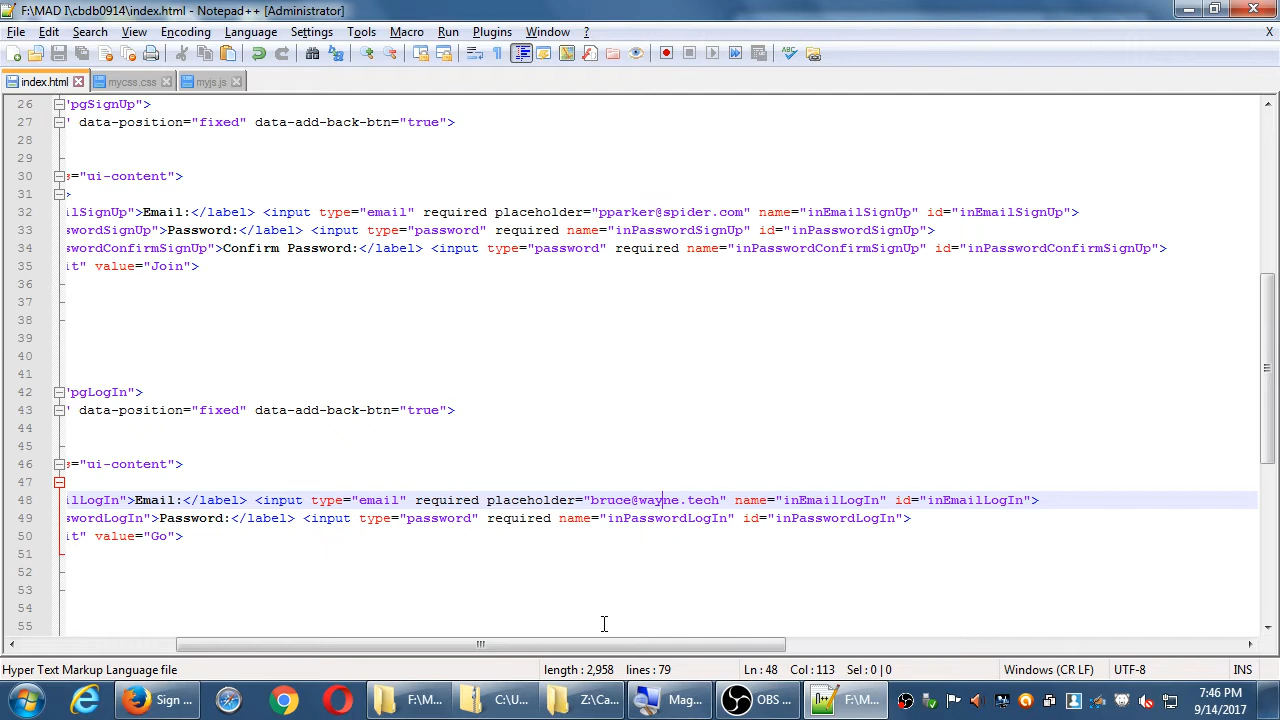 F:\MAD I\cbdb0914\index.html - Notepad++ [Administrator]
File Edit Search View Encoding Language Settings Tools Macro Run Plugins Window ? X
index.html mycss.css myjs.js
26 "pgSignUp">
27 " data-position="fixed" data-add-back-btn="true">
28
29
30 s="ui-content">
31 >
32 ilSignUp">Email:</label> <input type="email" required placeholder="pparker@spider.com" name="inEmailSignUp" id="inEmailSignUp">
33 swordSignUp">Password:</label> <input type="password" required name="inPasswordSignUp" id="inPasswordSignUp">
34 swordConfirmSignUp">Confirm Password:</label> <input type="password" required name="inPasswordConfirmSignUp" id="inPasswordConfirmSignUp">
35 it" value="Join">
36
37
38
39
40
41
42 "pgLogIn">
43 " data-position="fixed" data-add-back-btn="true">
44
45
46 s="ui-content">
47
48 ilLogIn">Email:</label> <input type="email" required placeholder="bruce@wayne.tech" name="inEmailLogIn" id="inEmailLogIn">
49 swordLogIn">Password:</label> <input type="password" required name="inPasswordLogIn" id="inPasswordLogIn">
50 it" value="Go">
51
52
53
54
55
Hyper Text Markup Language file length : 2,958 lines : 79 Ln : 48 Col : 113 Sel : 0 | 0 Windows (CR LF) UTF-8 INS
Sign ... F:\M... C:\U... Z:\Ca... Mag... OBS ... F:\M... 7:46 PM
9/14/2017